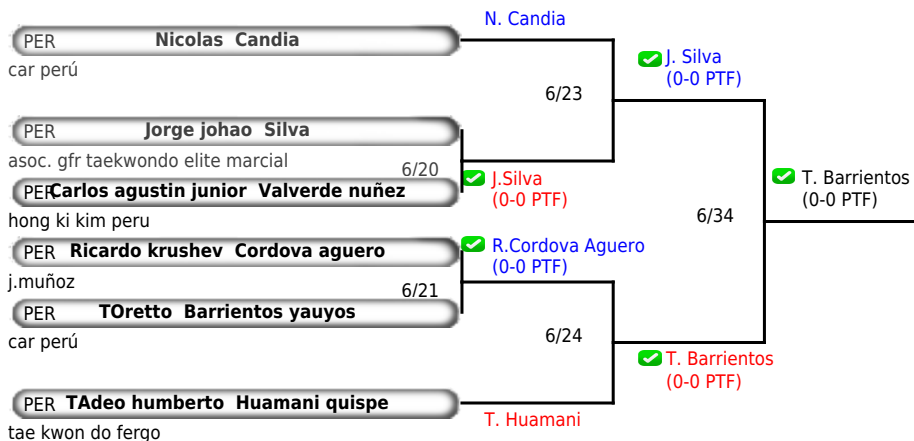 N. Candia
PER Nicolas Candia
car perú
J. Silva
(0-0 PTF)
6/23
PER Jorge johao Silva
asoc. gfr taekwondo elite marcial
6/20
J.Silva
(0-0 PTF)
PER Carlos agustin junior Valverde nuñez
hong ki kim peru
T. Barrientos
(0-0 PTF)
6/34
PER Ricardo krushev Cordova aguero
R.Cordova Aguero
(0-0 PTF)
j.muñoz
6/21
PER TOretto Barrientos yauyos
car perú
6/24
T. Barrientos
(0-0 PTF)
PER TAdeo humberto Huamani quispe
T. Huamani
tae kwon do fergo